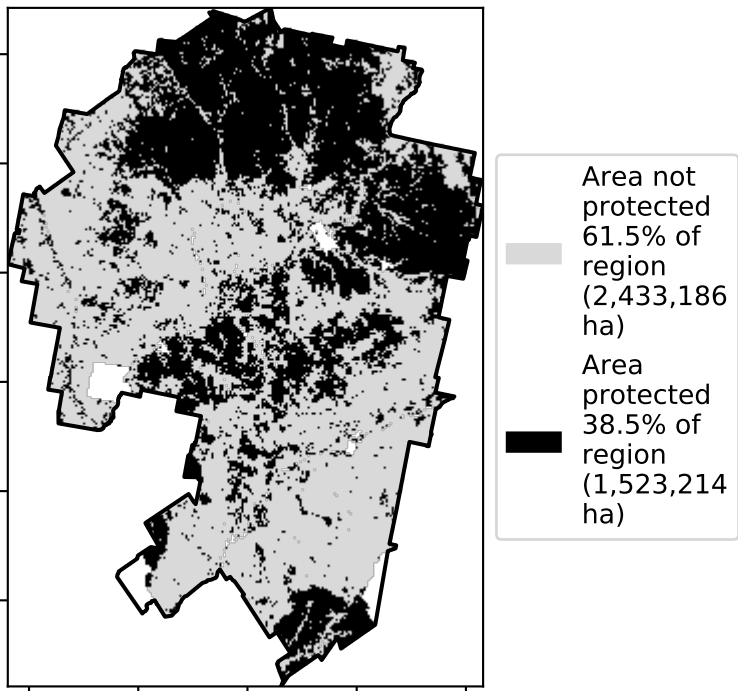 Area not
protected
61.5% of
region
(2,433,186
ha)
Area
protected
38.5% of
region
(1,523,214
ha)